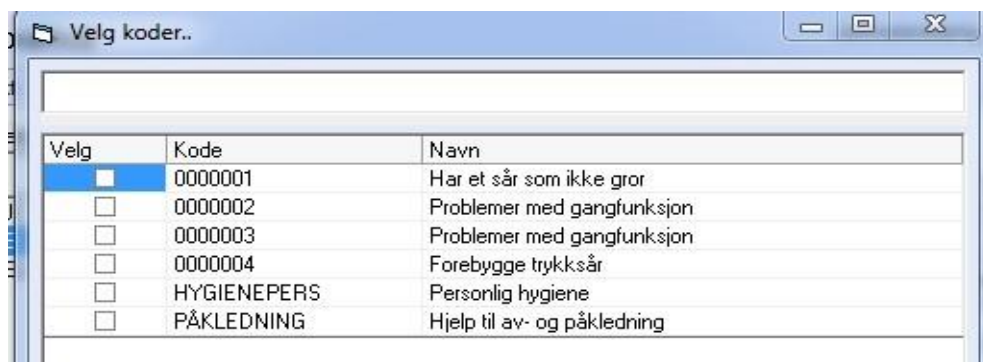 Velg koder..
Velg Kode Navn
0000001 Har et sår som ikke gror
0000002 Problemer med gangfunksjon
0000003 Problemer med gangfunksjon
0000004 Forebygge trykksår
HYGIENEPERS Personlig hygiene
PÅKLEDNING Hjelp til av- og påkledning